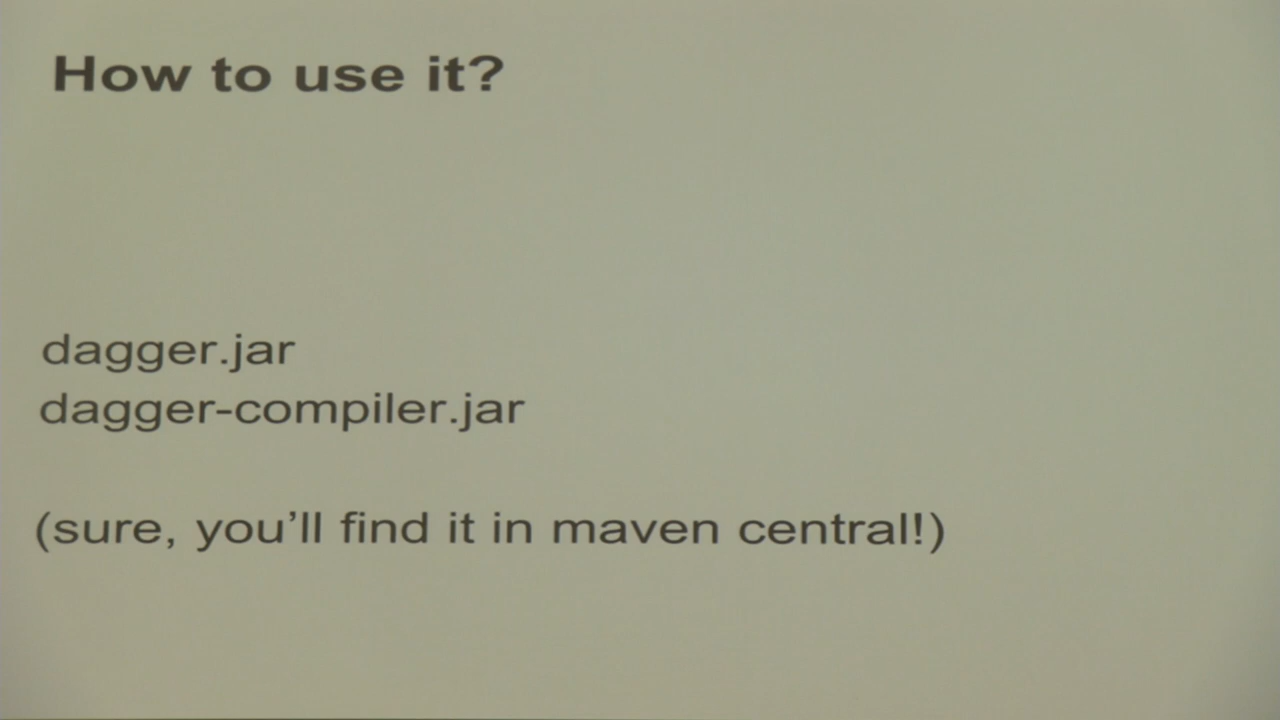 How to use it?
dagger.jar
dagger-compiler.jar
(sure, you’ll find it in maven central!)